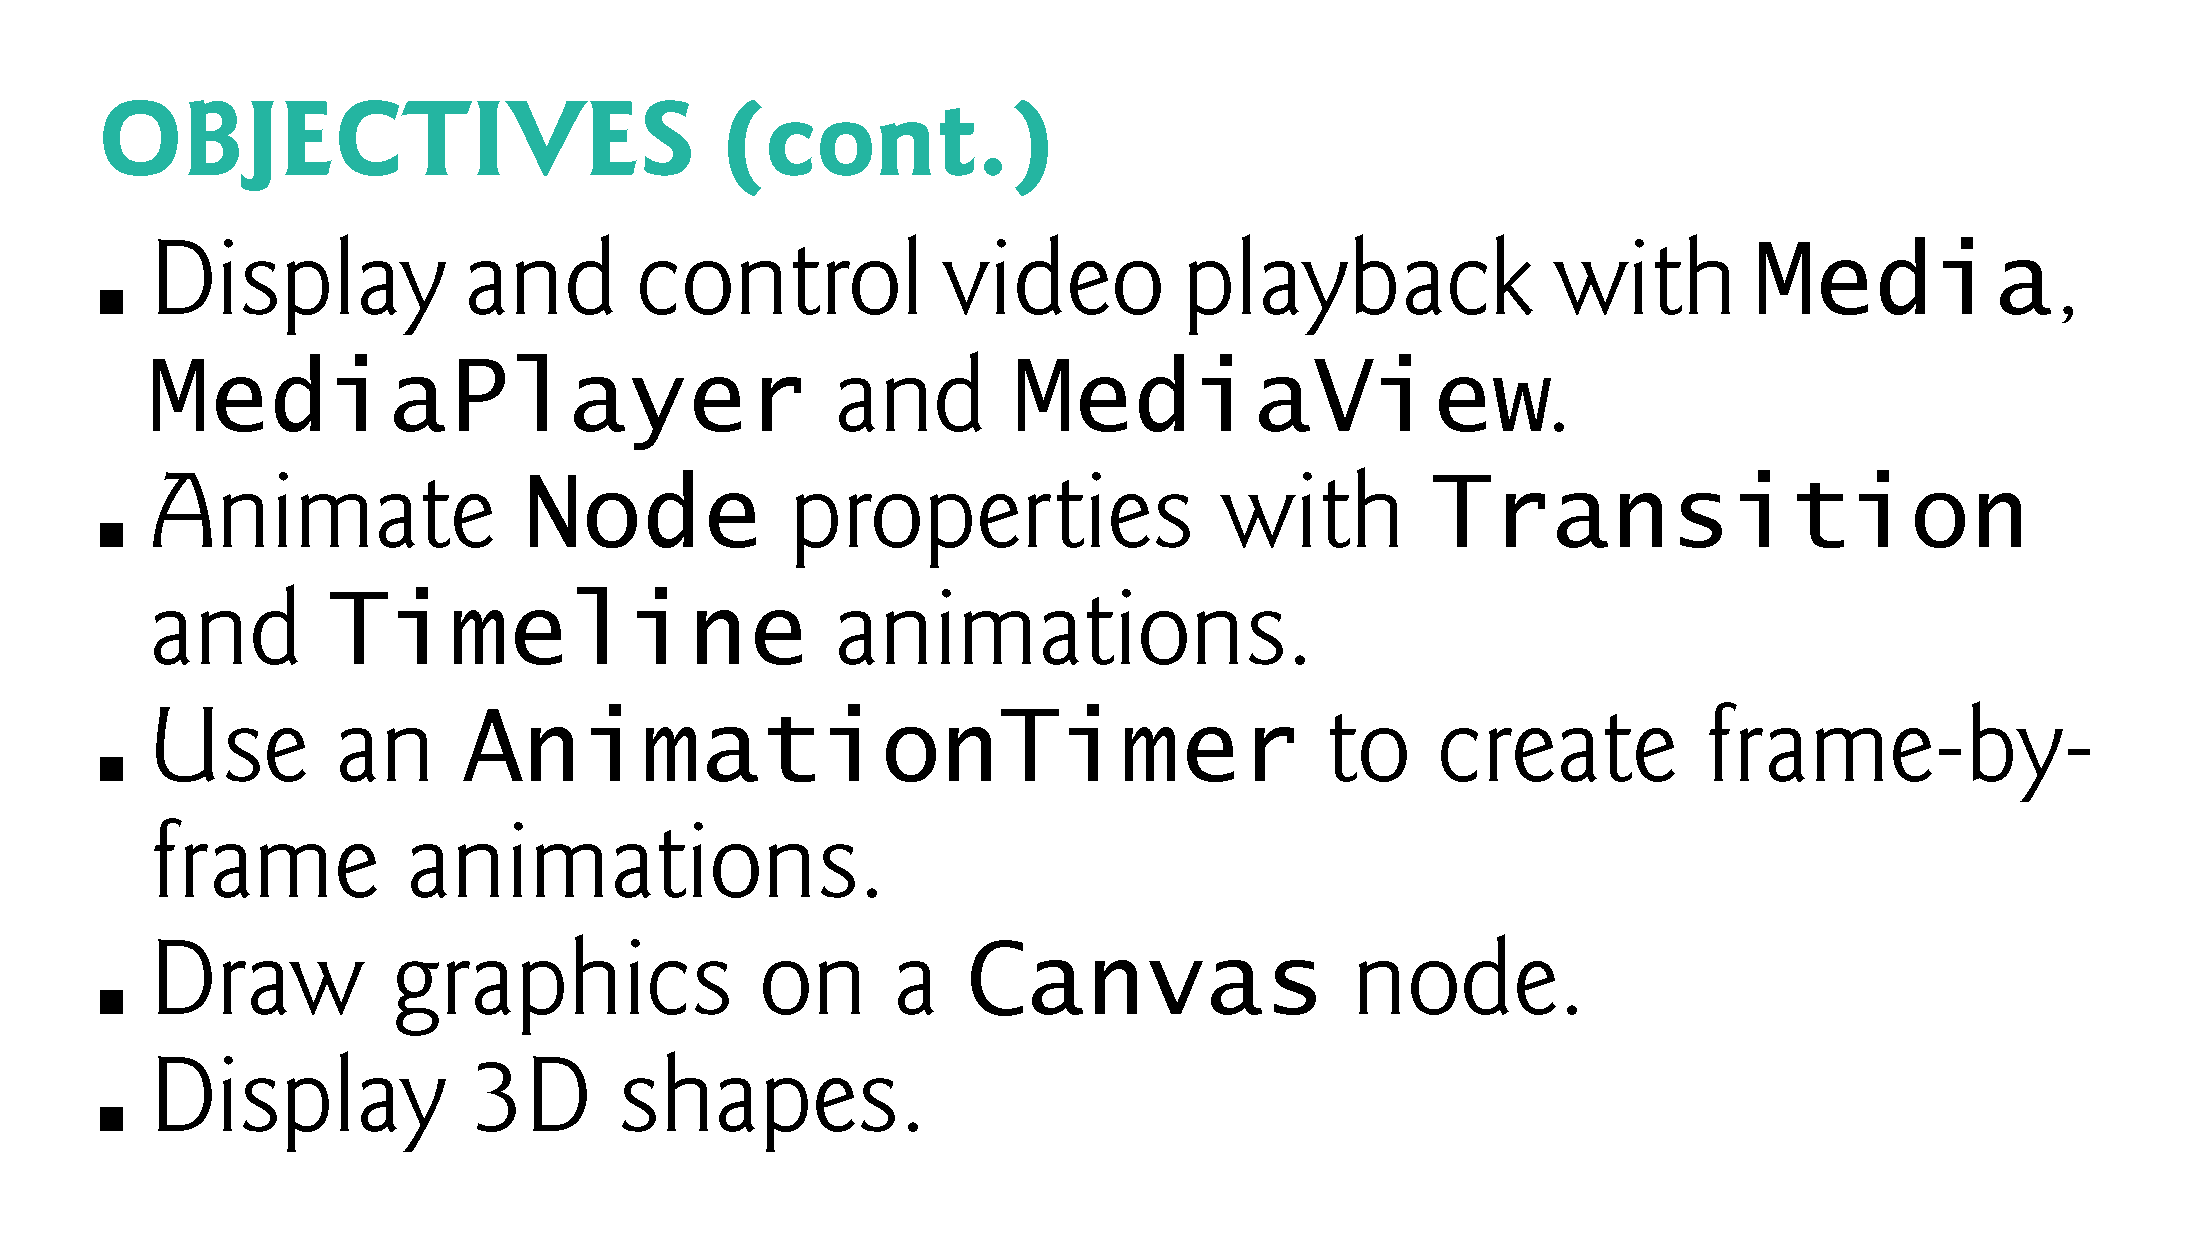 OBJECTIVES (cont.)
▪ Display and control video playback with Media,
MediaPlayer and MediaView.
▪ Animate Node properties with Transition
and Timeline animations.
▪ Use an AnimationTimer to create frame-by-
frame animations.
▪ Draw graphics on a Canvas node.
▪ Display 3D shapes.